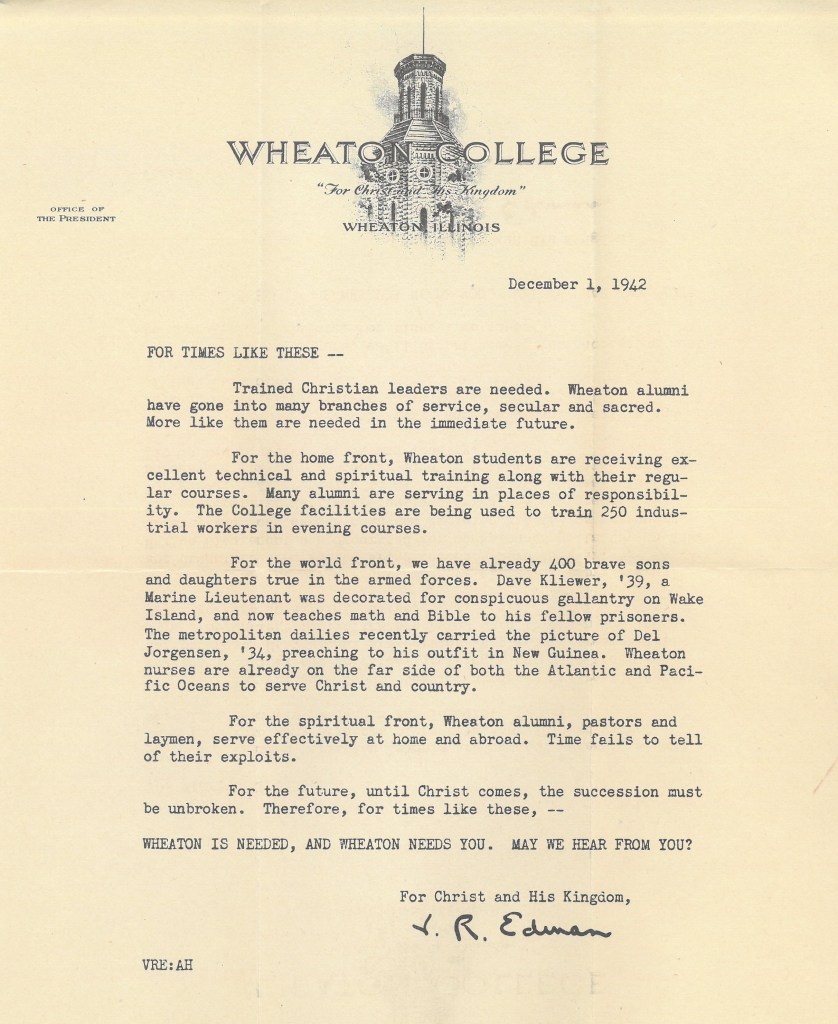 WHEATON COLLEGE
"For Christ and His Kingdom"
WHEATON, ILLINOIS
OFFICE OF
THE PRESIDENT
December 1, 1942
FOR TIMES LIKE THESE --
Trained Christian leaders are needed. Wheaton alumni
have gone into many branches of service, secular and sacred.
More like them are needed in the immediate future.
For the home front, Wheaton students are receiving ex-
cellent technical and spiritual training along with their regu-
lar courses. Many alumni are serving in places of responsibil-
ity. The College facilities are being used to train 250 indus-
trial workers in evening courses.
For the world front, we have already 400 brave sons
and daughters true in the armed forces. Dave Kliewer, '39, a
Marine Lieutenant was decorated for conspicuous gallantry on Wake
Island, and now teaches math and Bible to his fellow prisoners.
The metropolitan dailies recently carried the picture of Del
Jorgensen, '34, preaching to his outfit in New Guinea. Wheaton
nurses are already on the far side of both the Atlantic and Paci-
fic Oceans to serve Christ and country.
For the spiritual front, Wheaton alumni, pastors and
laymen, serve effectively at home and abroad. Time fails to tell
of their exploits.
For the future, until Christ comes, the succession must
be unbroken. Therefore, for times like these, --
WHEATON IS NEEDED, AND WHEATON NEEDS YOU. MAY WE HEAR FROM YOU?
For Christ and His Kingdom,
V. R. Edman
VRE:AH